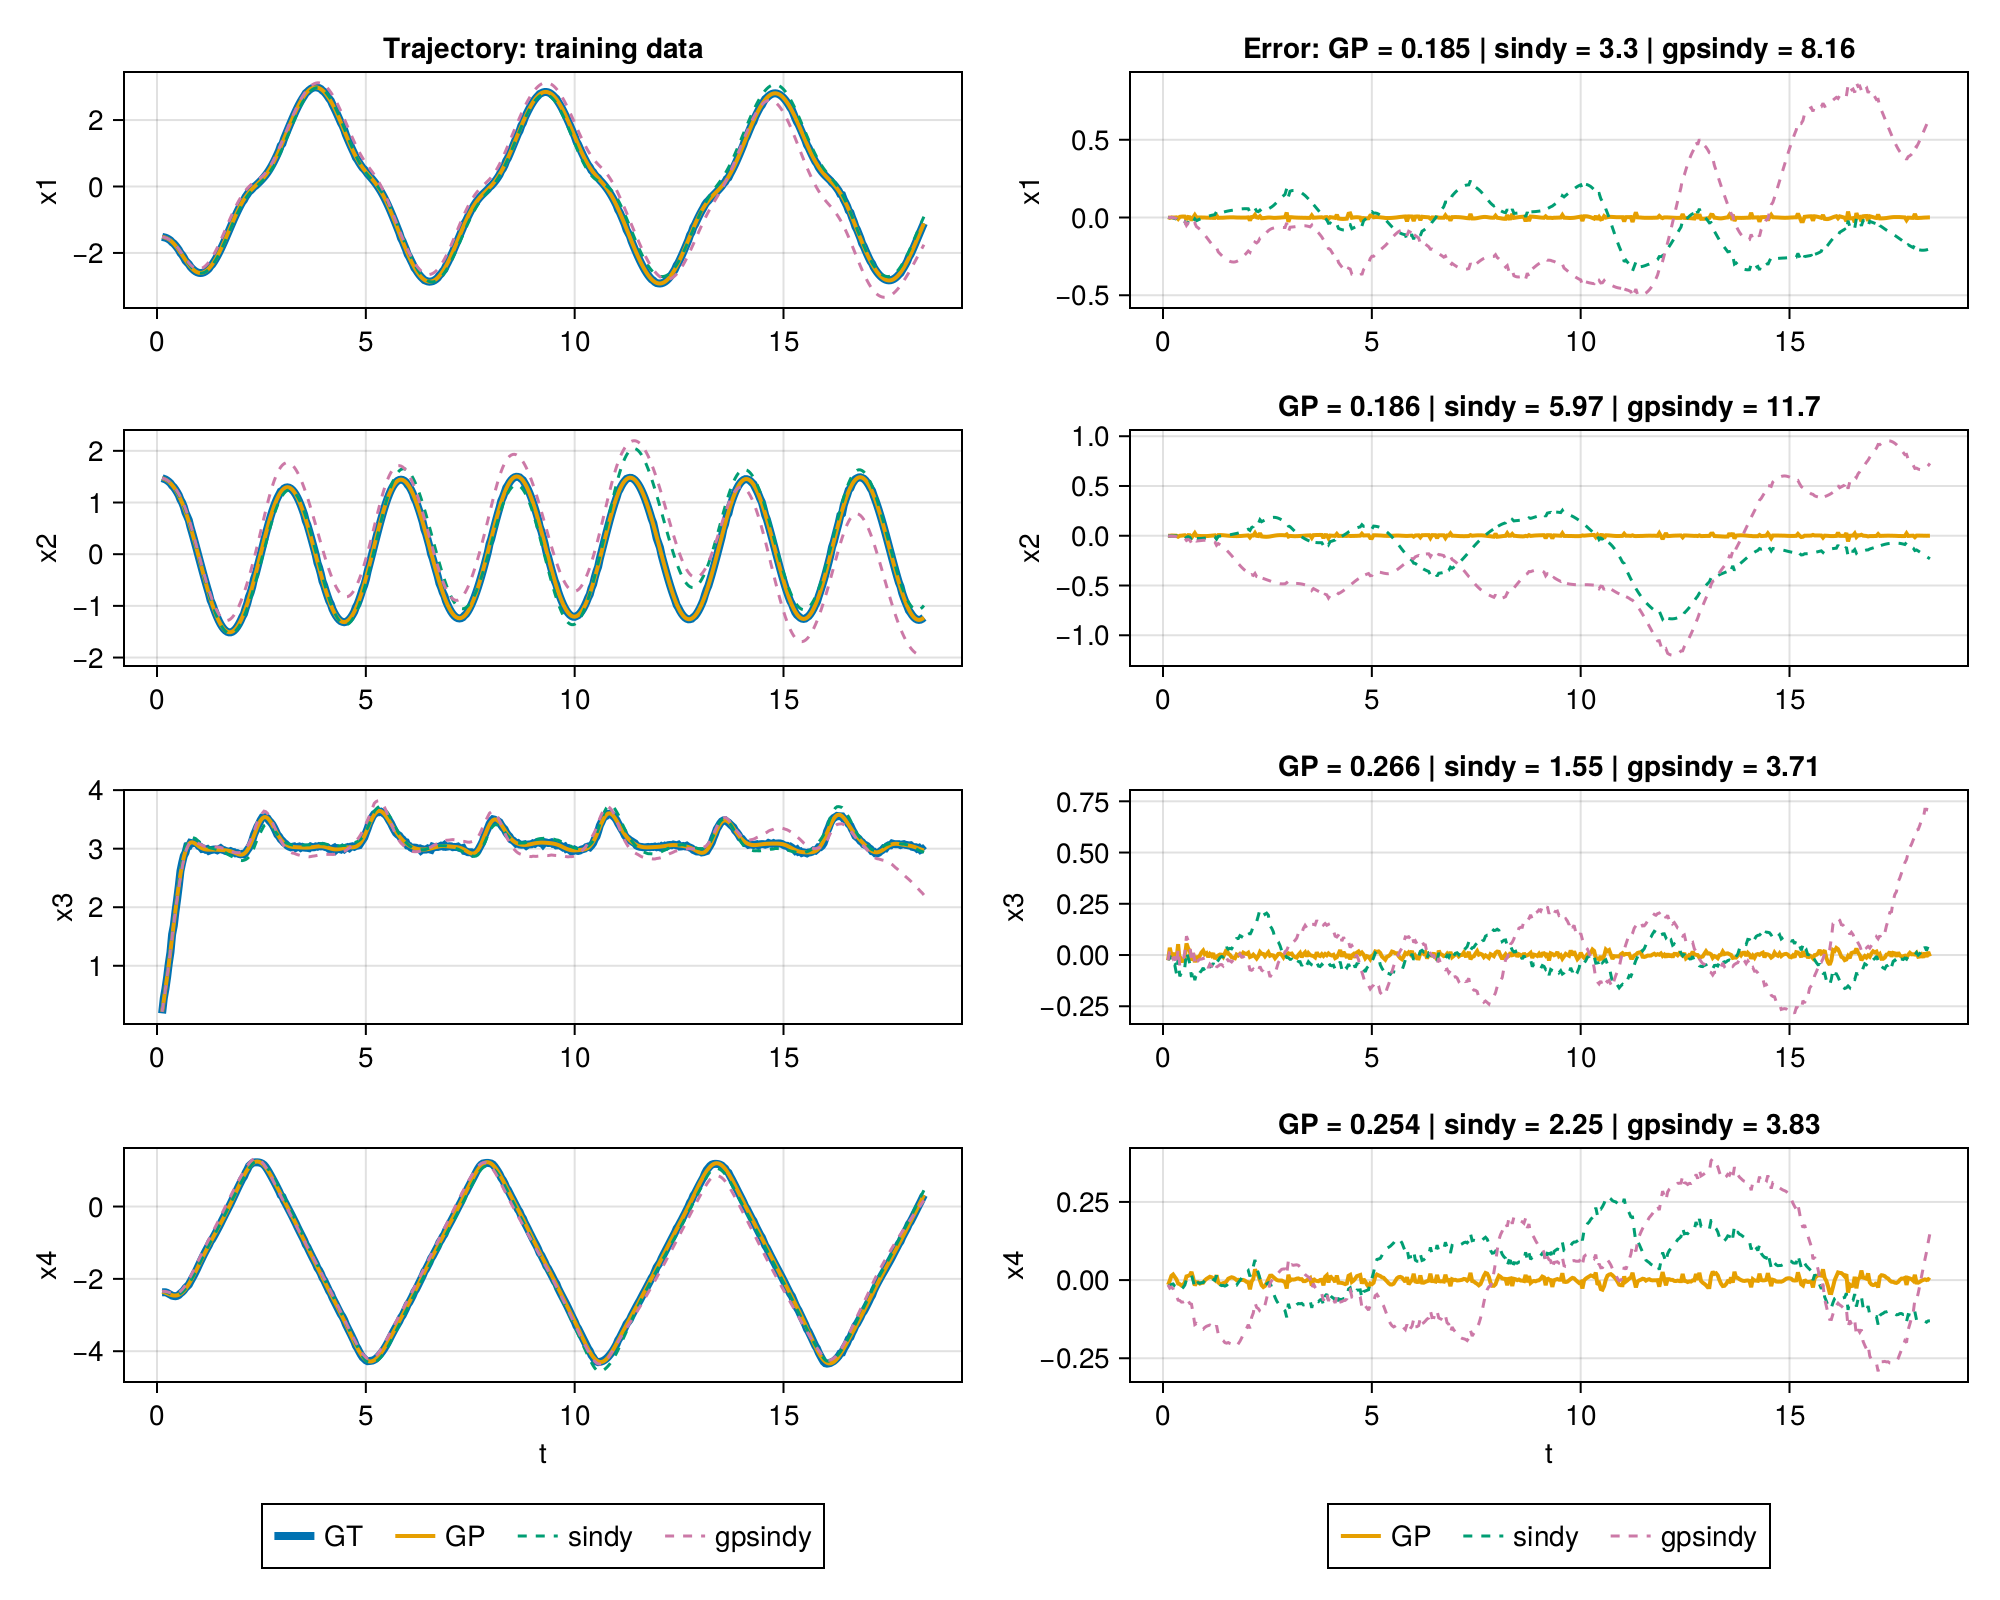 Trajectory: training data
x1
2
0
−2
0 5 10 15
Error: GP = 0.185 | sindy = 3.3 | gpsindy = 8.16
x1
0.5
0.0
−0.5
0 5 10 15
x2
2
1
0
−1
−2
0 5 10 15
GP = 0.186 | sindy = 5.97 | gpsindy = 11.7
x2
1.0
0.5
0.0
−0.5
−1.0
0 5 10 15
x3
4
3
2
1
0 5 10 15
GP = 0.266 | sindy = 1.55 | gpsindy = 3.71
x3
0.75
0.50
0.25
0.00
−0.25
0 5 10 15
x4
0
−2
−4
0 5 10 15
t
GP = 0.254 | sindy = 2.25 | gpsindy = 3.83
x4
0.25
0.00
−0.25
0 5 10 15
t
GT GP sindy gpsindy
GP sindy gpsindy